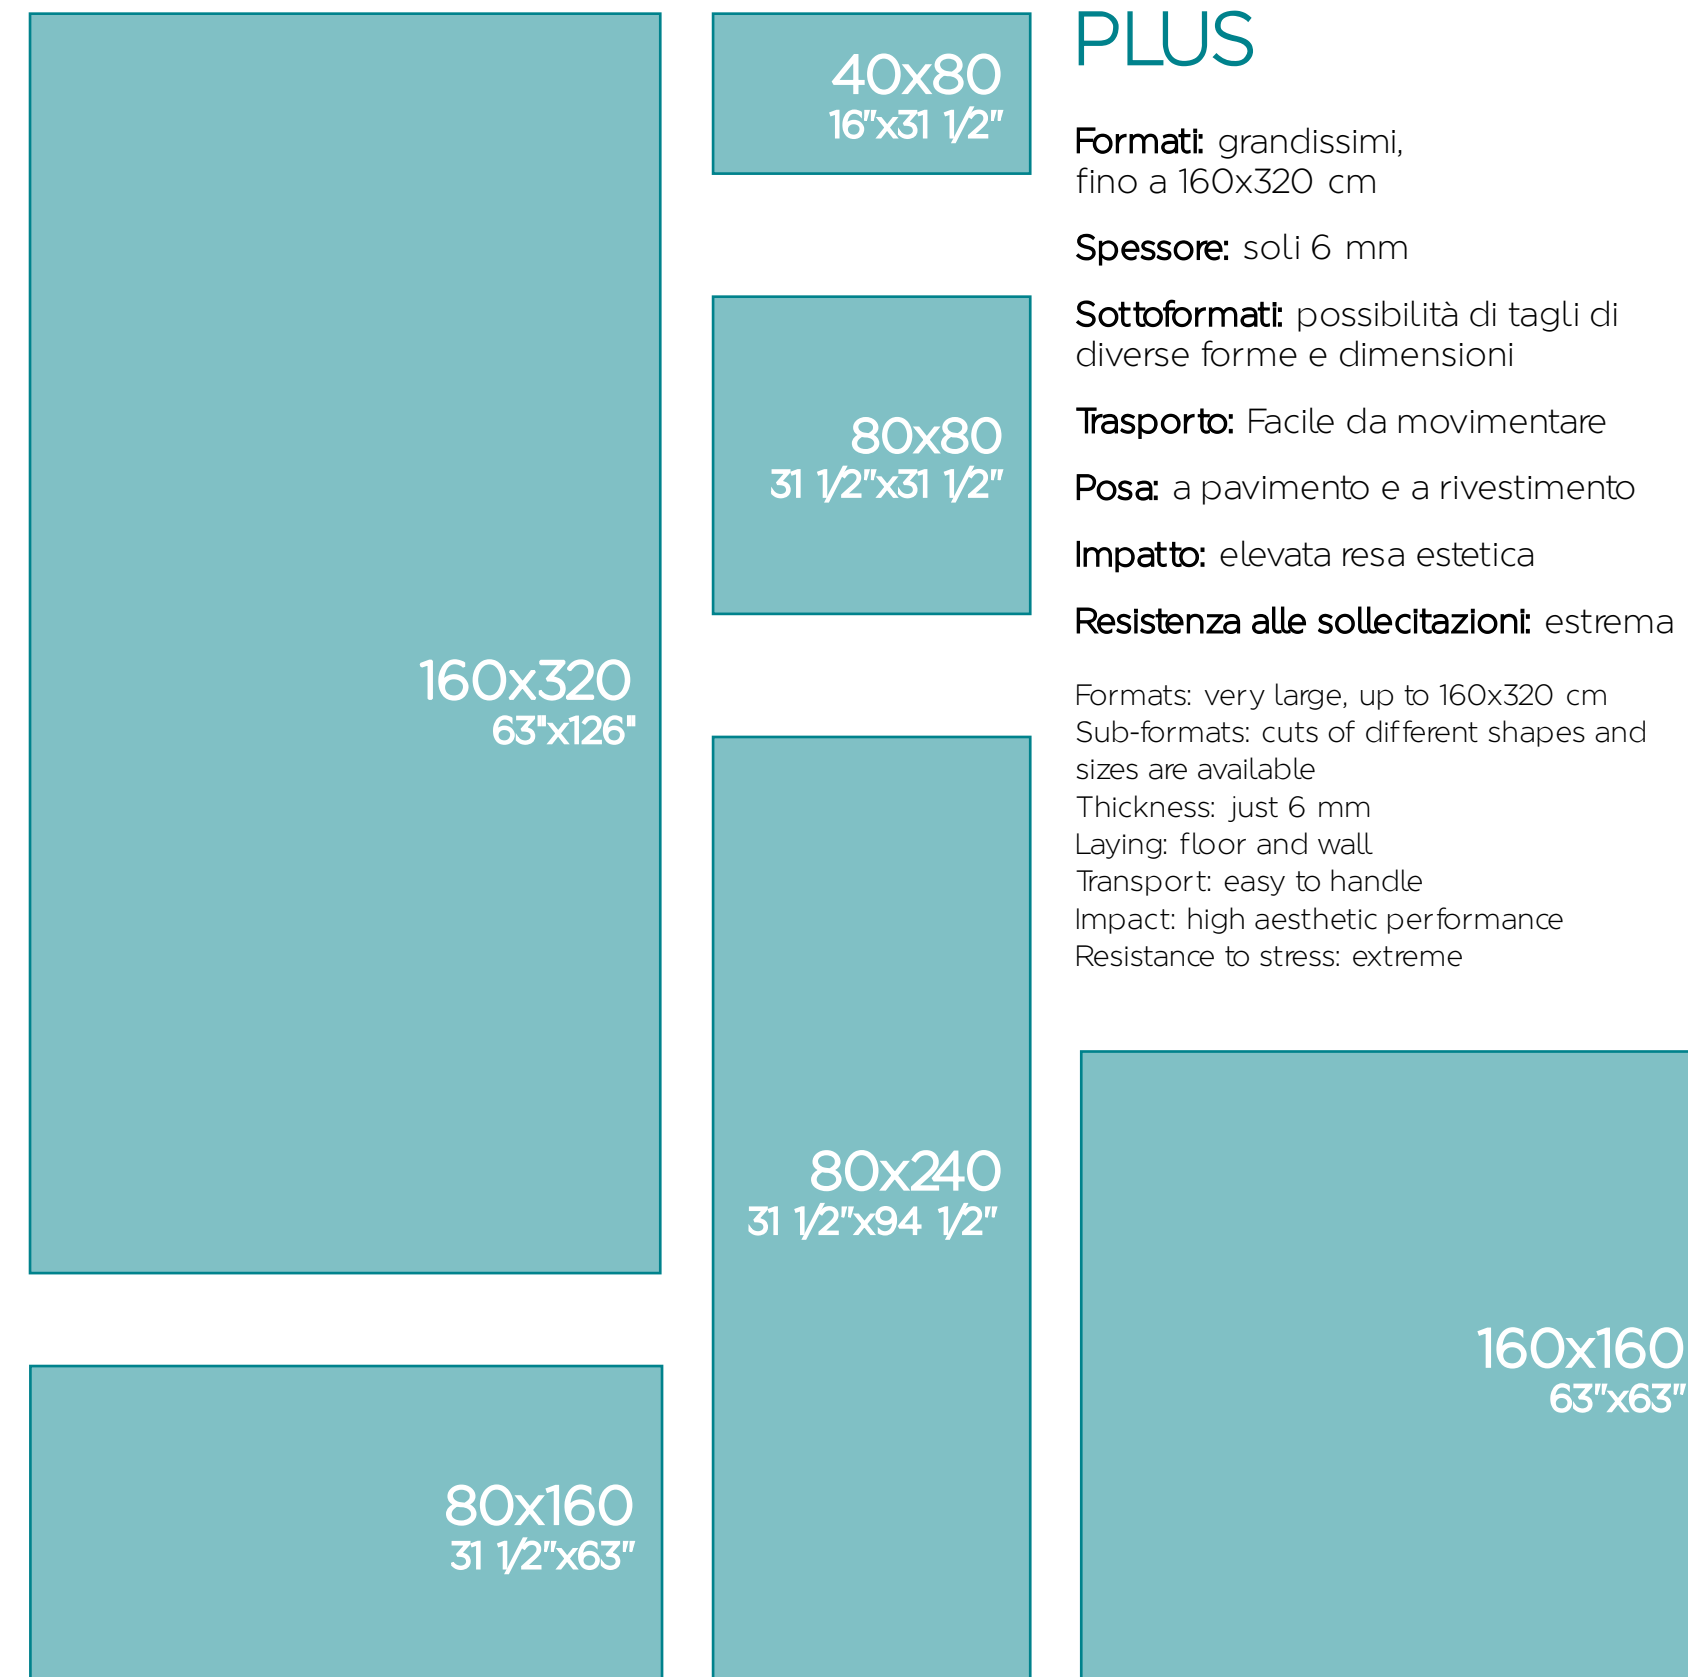 160x320
63"x126"
80x160
31 1/2"x63"
40x80
16"x31 1/2"
80x80
31 1/2"x31 1/2"
80x240
31 1/2"x94 1/2"
PLUS
Formati: grandissimi,
fino a 160x320 cm
Spessore: soli 6 mm
Sottoformati: possibilità di tagli di
diverse forme e dimensioni
Trasporto: Facile da movimentare
Posa: a pavimento e a rivestimento
Impatto: elevata resa estetica
Resistenza alle sollecitazioni: estrema
Formats: very large, up to 160x320 cm
Sub-formats: cuts of different shapes and
sizes are available
Thickness: just 6 mm
Laying: floor and wall
Transport: easy to handle
Impact: high aesthetic performance
Resistance to stress: extreme
160x160
63"x63"